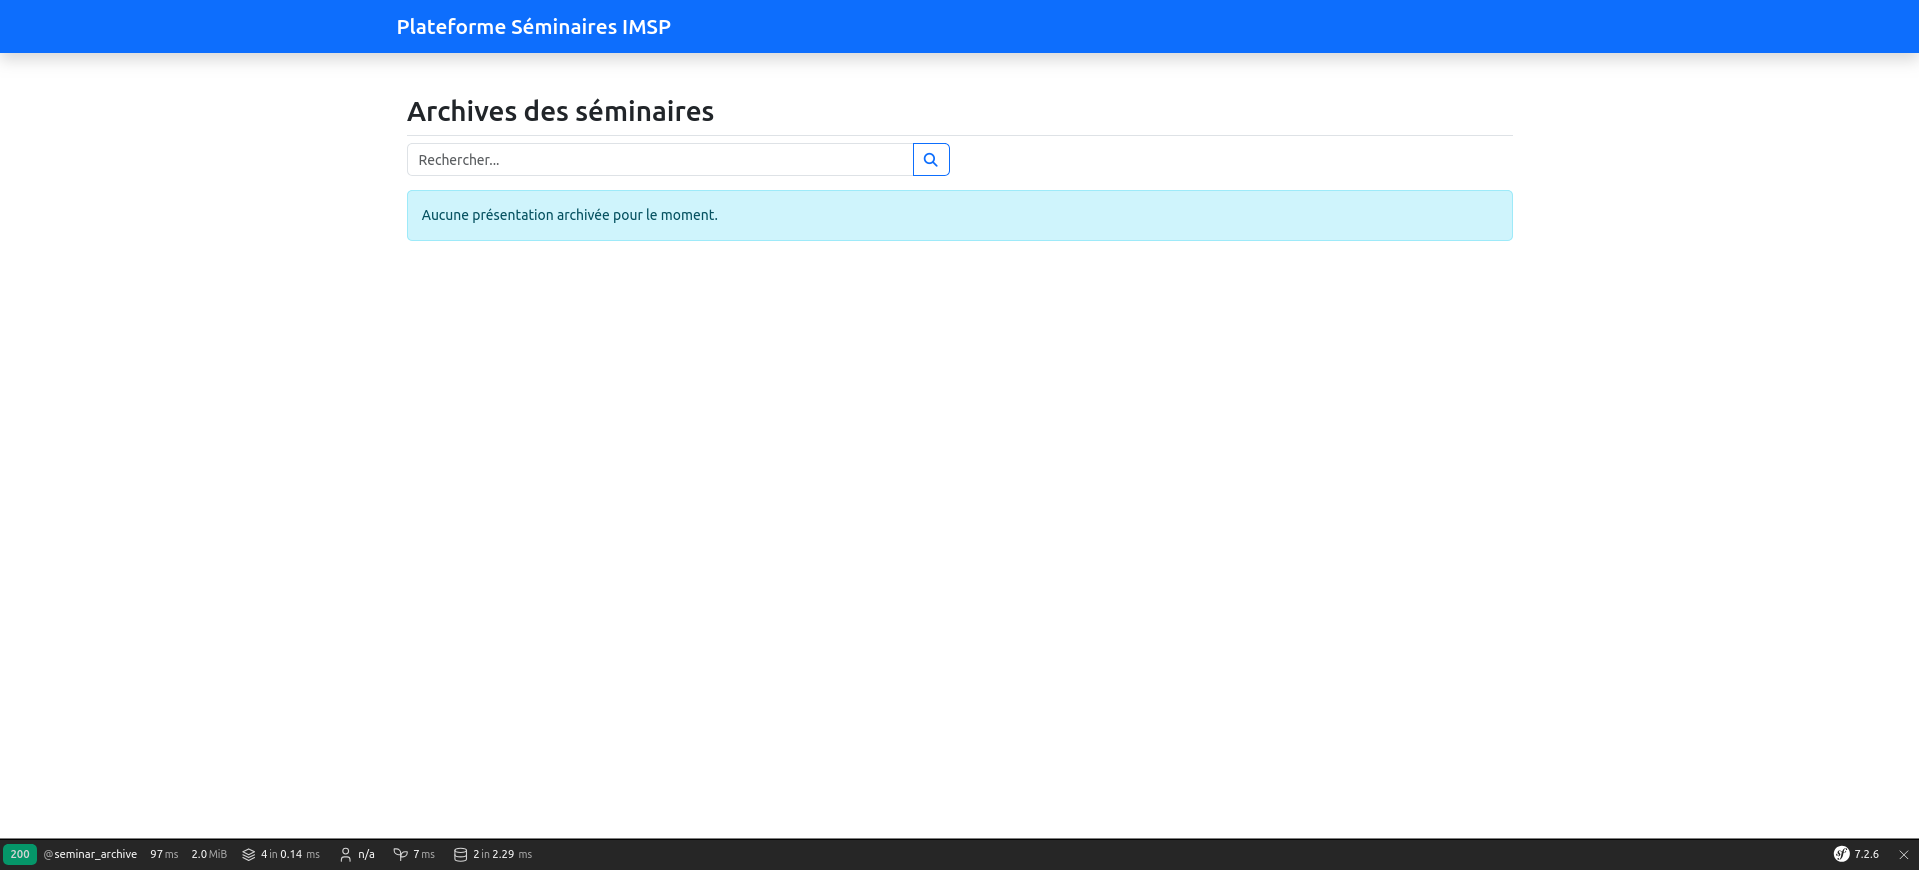 Plateforme Séminaires IMSP
Archives des séminaires
Rechercher...
Aucune présentation archivée pour le moment.
200 @seminar_archive 97 ms 2.0 MiB 4 in 0.14 ms n/a 7 ms 2 in 2.29 ms sf 7.2.6